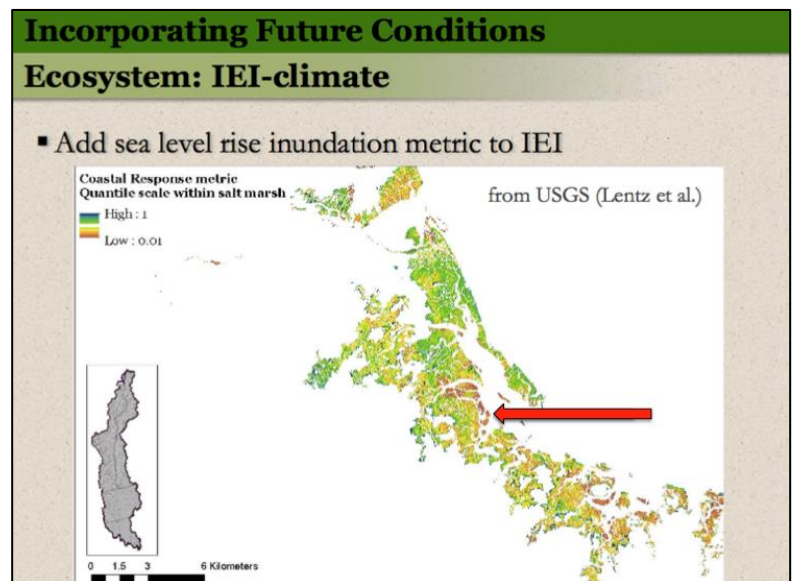 Incorporating Future Conditions
Ecosystem: IEI-climate
▪ Add sea level rise inundation metric to IEI
Coastal Response metric
Quantile scale within salt marsh
from USGS (Lentz et al.)
High : 1
Low : 0.01
0 1.5 3 6 Kilometers